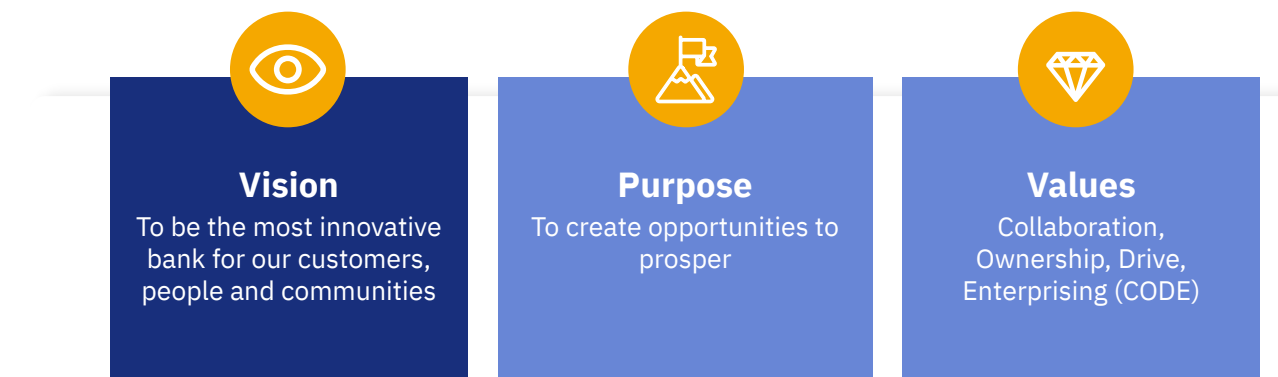 Vision
To be the most innovative
bank for our customers,
people and communities
Purpose
To create opportunities to
prosper
Values
Collaboration,
Ownership, Drive,
Enterprising (CODE)